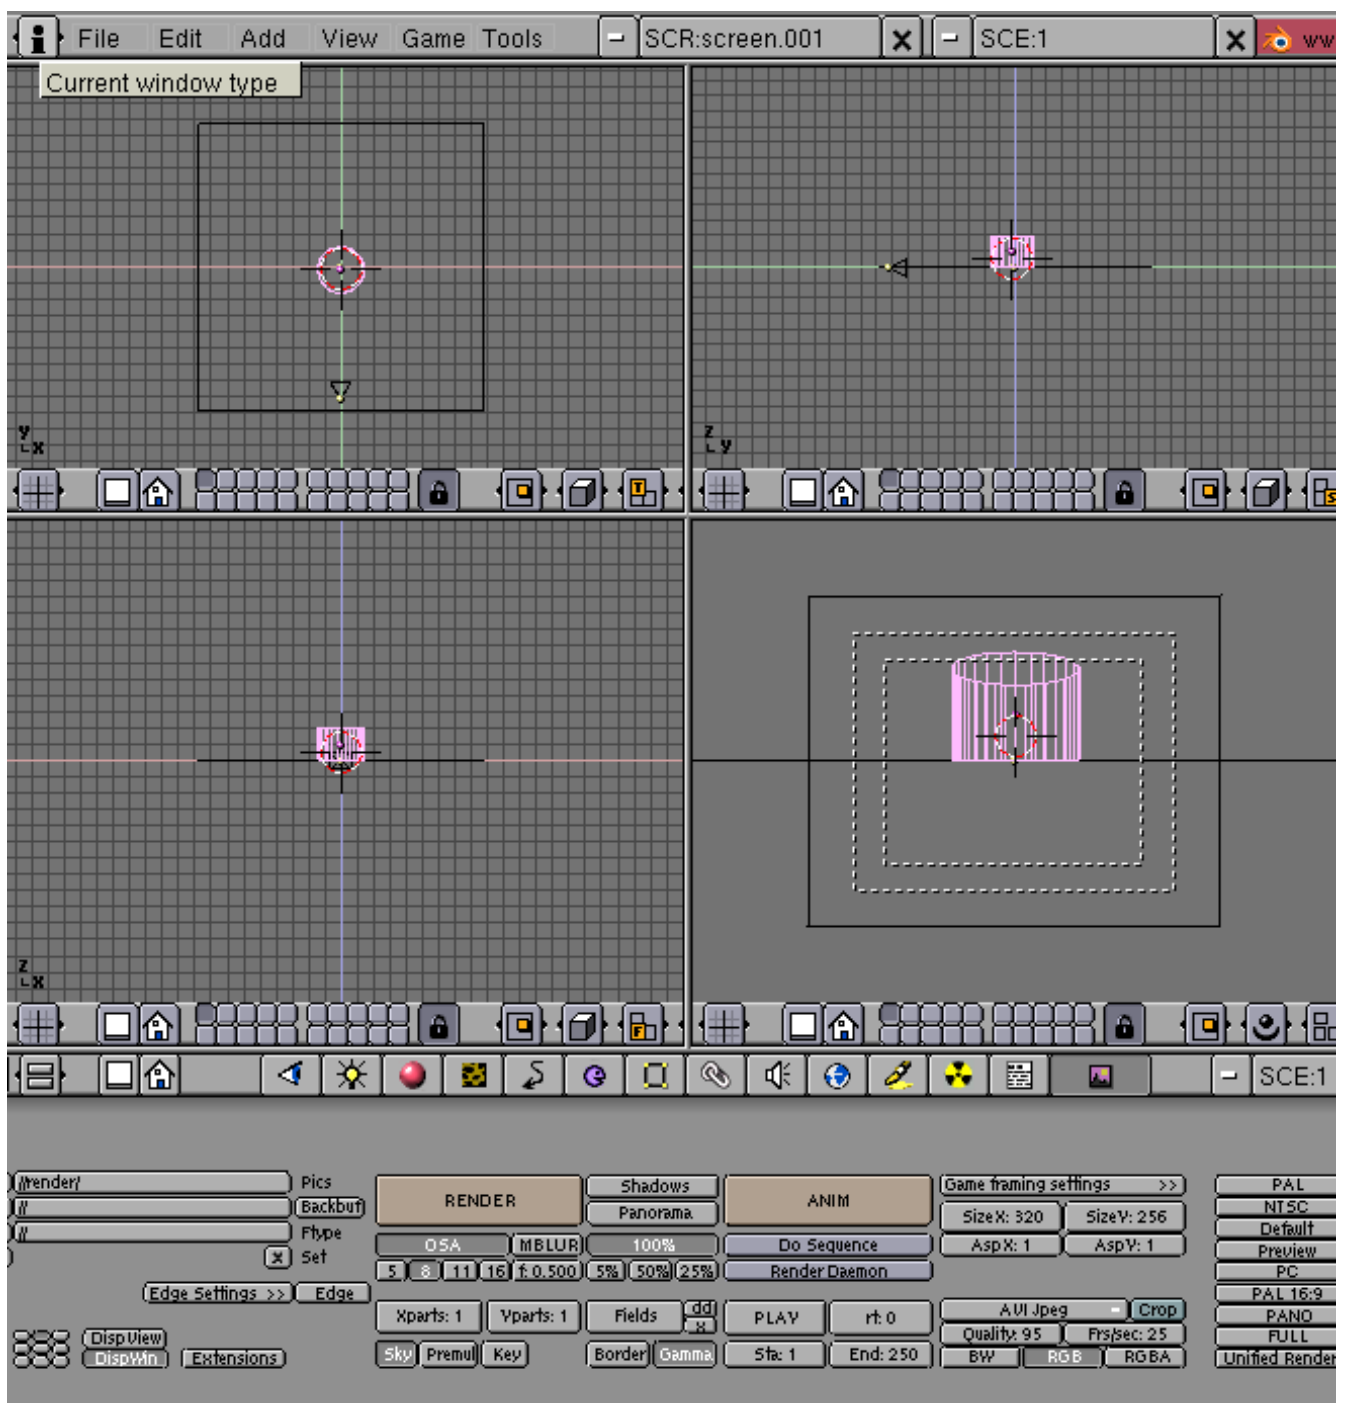 File Edit Add View Game Tools - SCR:screen.001 X - SCE:1 X ww
Current window type
y
x
z
y
T
S
z
x
F
- SCE:1
//render/ Pics
// Backbuf
// Ftype
X Set
Edge Settings >> Edge
DispView
DispWin Extensions
RENDER Shadows
Panorama
OSA MBLUR 100%
5 8 11 16 f: 0.500 5% 50% 25%
Xparts: 1 Yparts: 1 Fields Odd
X
Sky Premul Key Border Gamma
ANIM
Do Sequence
Render Daemon
PLAY rt: 0
Sta: 1 End: 250
Game framing settings >>
SizeX: 320 SizeY: 256
AspX: 1 AspY: 1
AVI Jpeg - Crop
Quality: 95 Frs/sec: 25
BW RGB RGBA
PAL
NTSC
Default
Preview
PC
PAL 16:9
PANO
FULL
Unified Render